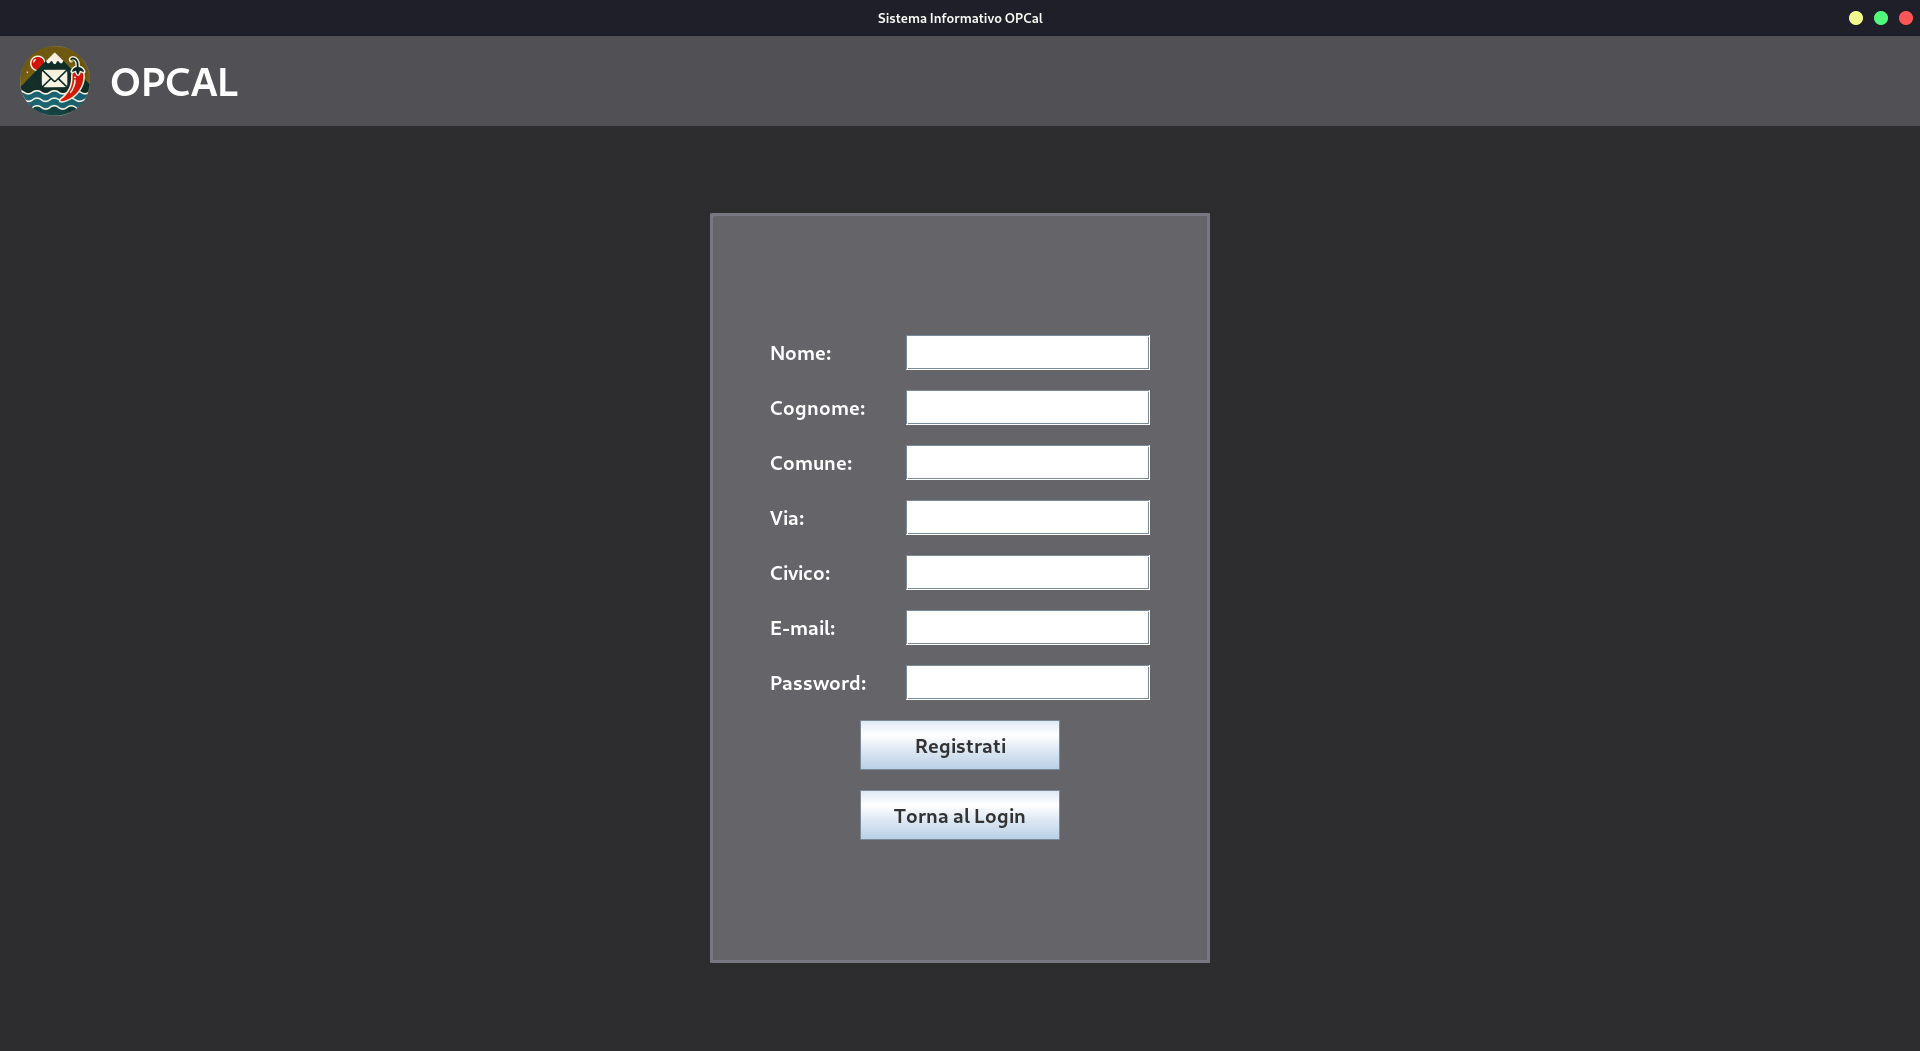 Sistema Informativo OPCal
OPCAL
Nome:
Cognome:
Comune:
Via:
Civico:
E-mail:
Password:
Registrati
Torna al Login